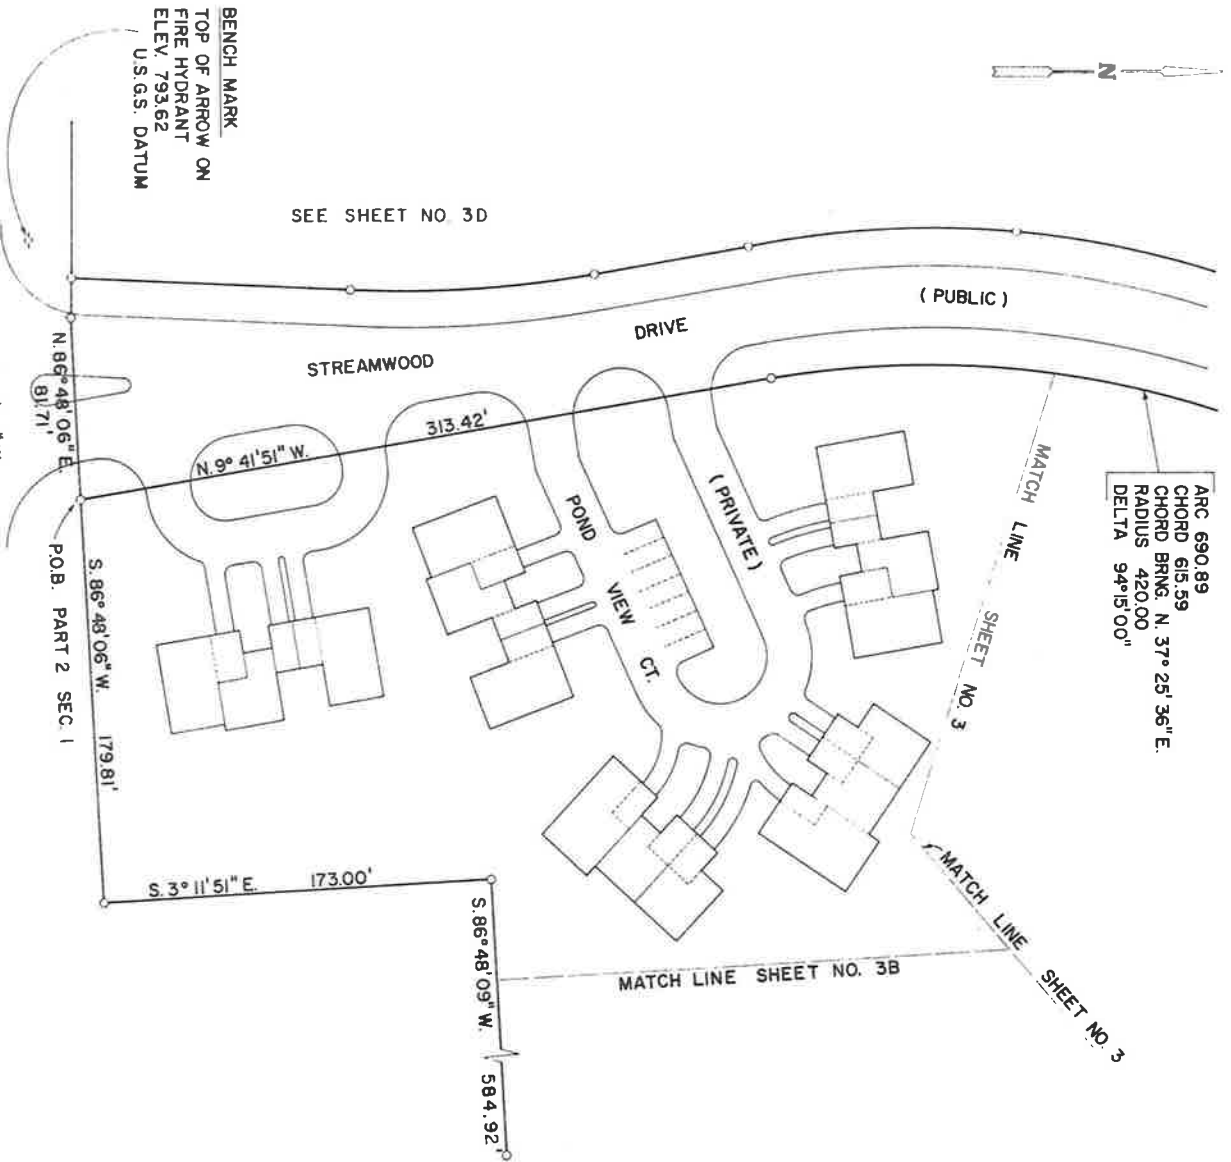 N
ARC 690.89
CHORD 615.59
CHORD BRNG. N. 37° 25' 36" E.
RADIUS 420.00
DELTA 94°15'00"
BENCH MARK
TOP OF ARROW ON
FIRE HYDRANT
ELEV. 793.62
U.S.G.S. DATUM
SEE SHEET NO. 3D
STREAMWOOD DRIVE
( PUBLIC )
N. 86° 48' 06" E.
81.71'
N. 9° 41' 51" W.
313.42'
POND VIEW CT.
( PRIVATE )
MATCH LINE SHEET NO. 3
MATCH LINE SHEET NO. 3
P.O.B. PART 2 SEC. 1
S. 86° 48' 06" W. 179.81'
S. 3° 11' 51" E. 173.00'
S. 86° 48' 09" W. 584.92'
MATCH LINE SHEET NO. 3B